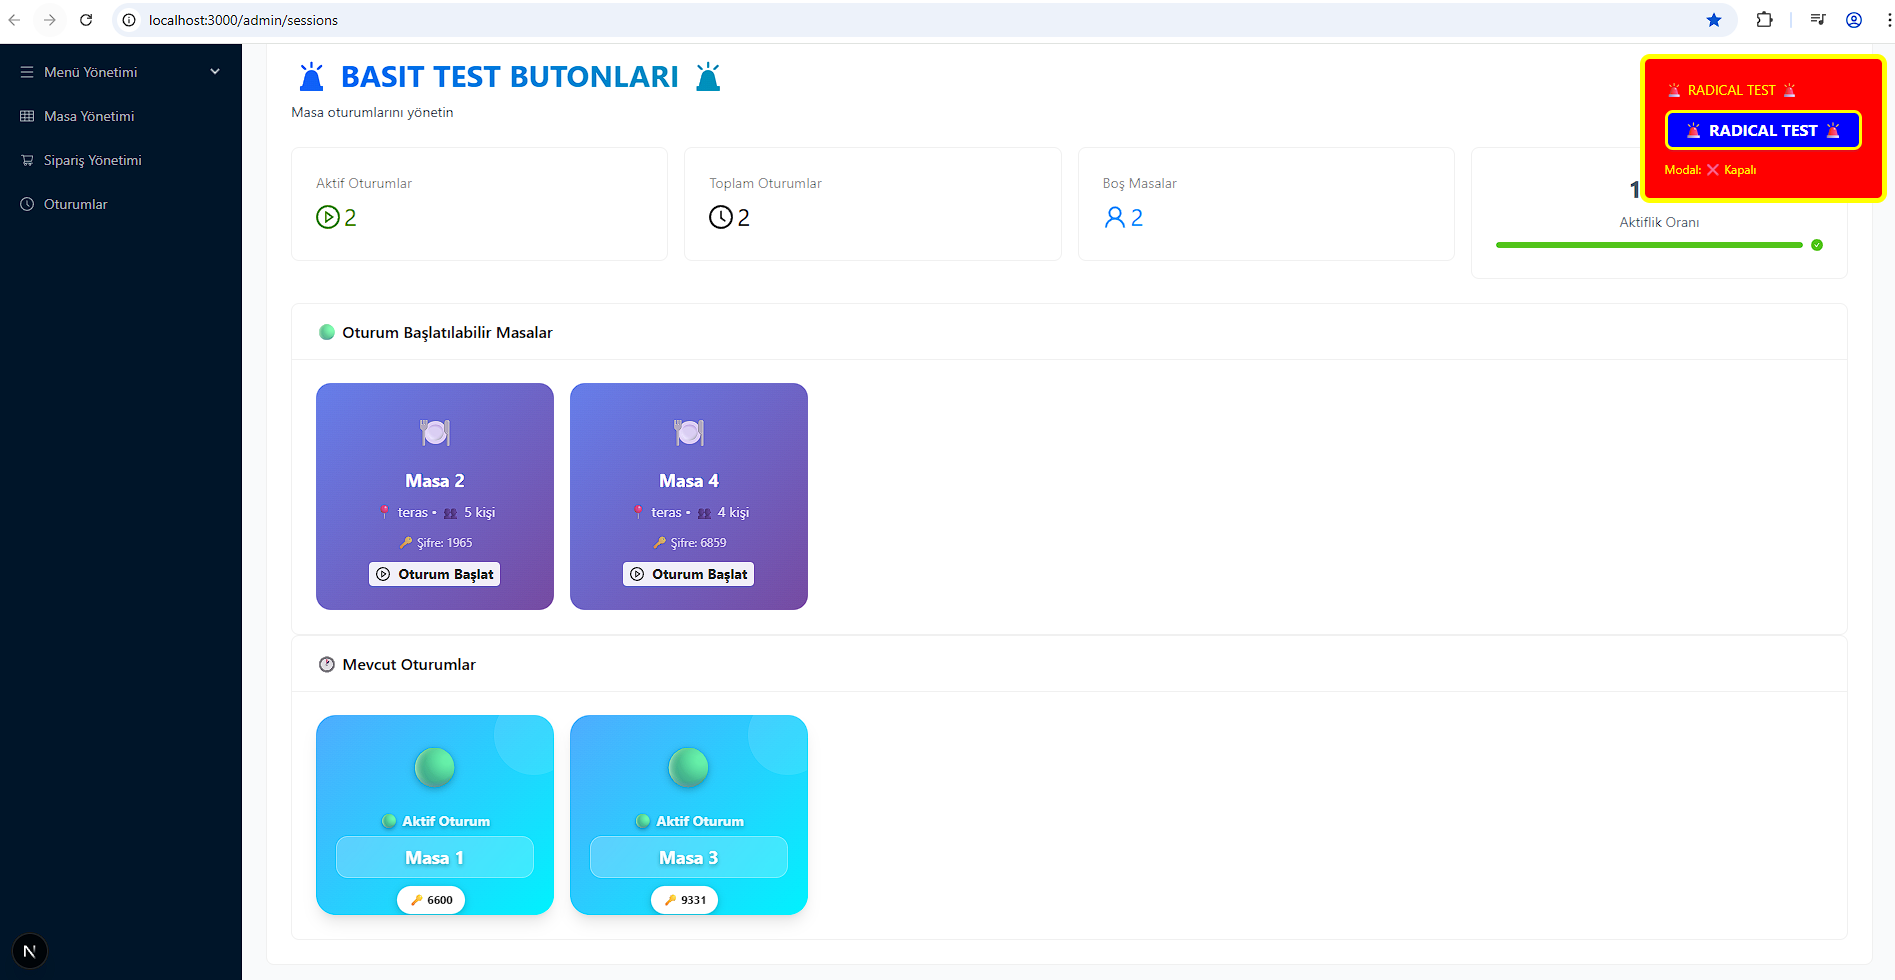 localhost:3000/admin/sessions
Menü Yönetimi
Masa Yönetimi
Sipariş Yönetimi
Oturumlar
BASIT TEST BUTONLARI
Masa oturumlarını yönetin
RADICAL TEST
RADICAL TEST
Modal: ❌ Kapalı
Aktif Oturumlar
2
Toplam Oturumlar
2
Boş Masalar
2
Aktiflik Oranı
Oturum Başlatılabilir Masalar
Masa 2
teras • 5 kişi
Şifre: 1965
Oturum Başlat
Masa 4
teras • 4 kişi
Şifre: 6859
Oturum Başlat
Mevcut Oturumlar
Aktif Oturum
Masa 1
6600
Aktif Oturum
Masa 3
9331
N